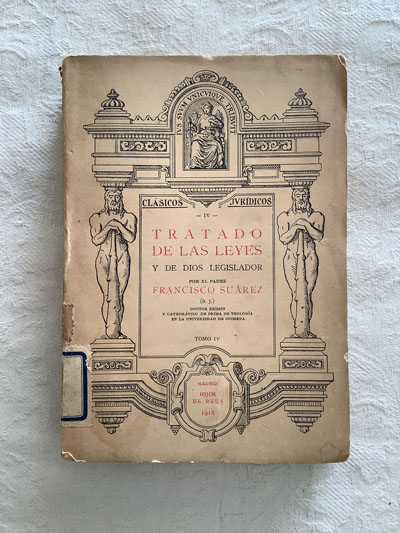 IVS SVVM VNICVIQVE TRIBVIT
CLÁSICOS JVRÍDICOS
— IV —
TRATADO
DE LAS LEYES
Y DE DIOS LEGISLADOR
POR EL PADRE
FRANCISCO SUÁREZ
(S. J.)
DOCTOR EXIMIO
Y CATEDRÁTICO DE PRIMA DE TEOLOGÍA
EN LA UNIVERSIDAD DE COIMBRA
TOMO IV
MADRID
HIJOS
DE REUS
1918